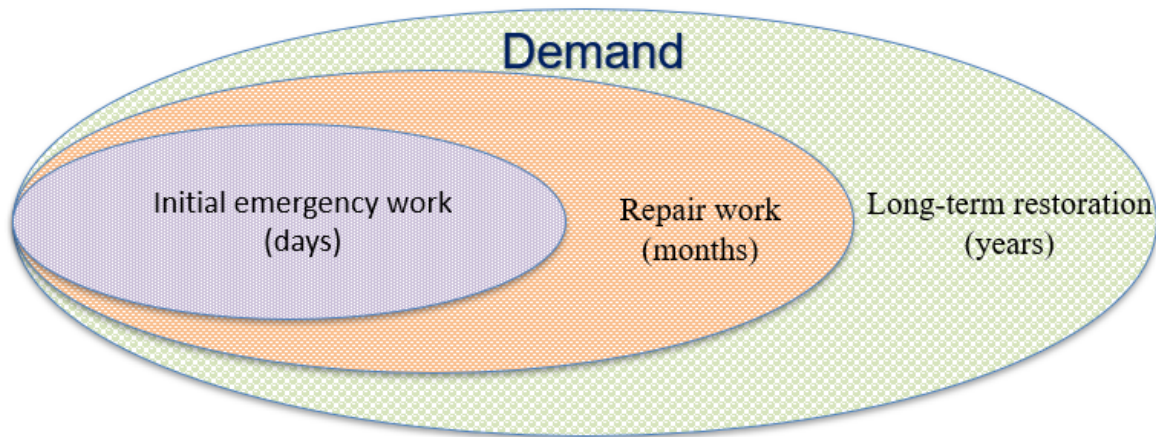 Demand
Initial emergency work
(days)
Repair work
(months)
Long-term restoration
(years)